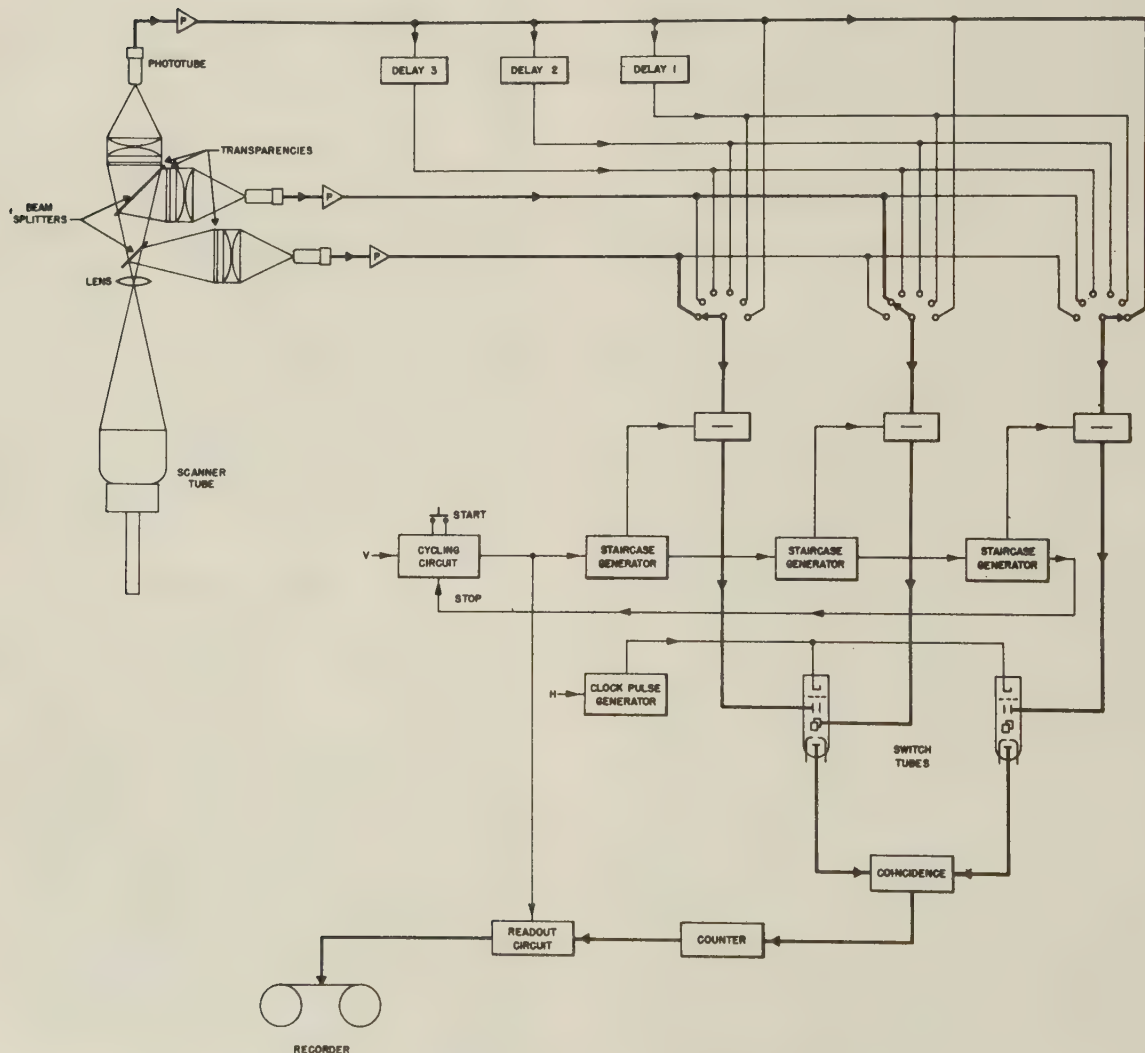 P
PHOTOTUBE
DELAY 3
DELAY 2
DELAY 1
TRANSPARENCIES
BEAM
SPLITTERS
P
P
LENS
SCANNER
TUBE
START
V
CYCLING
CIRCUIT
STAIRCASE
GENERATOR
STAIRCASE
GENERATOR
STAIRCASE
GENERATOR
STOP
H
CLOCK PULSE
GENERATOR
SWITCH
TUBES
COINCIDENCE
READOUT
CIRCUIT
COUNTER
RECORDER